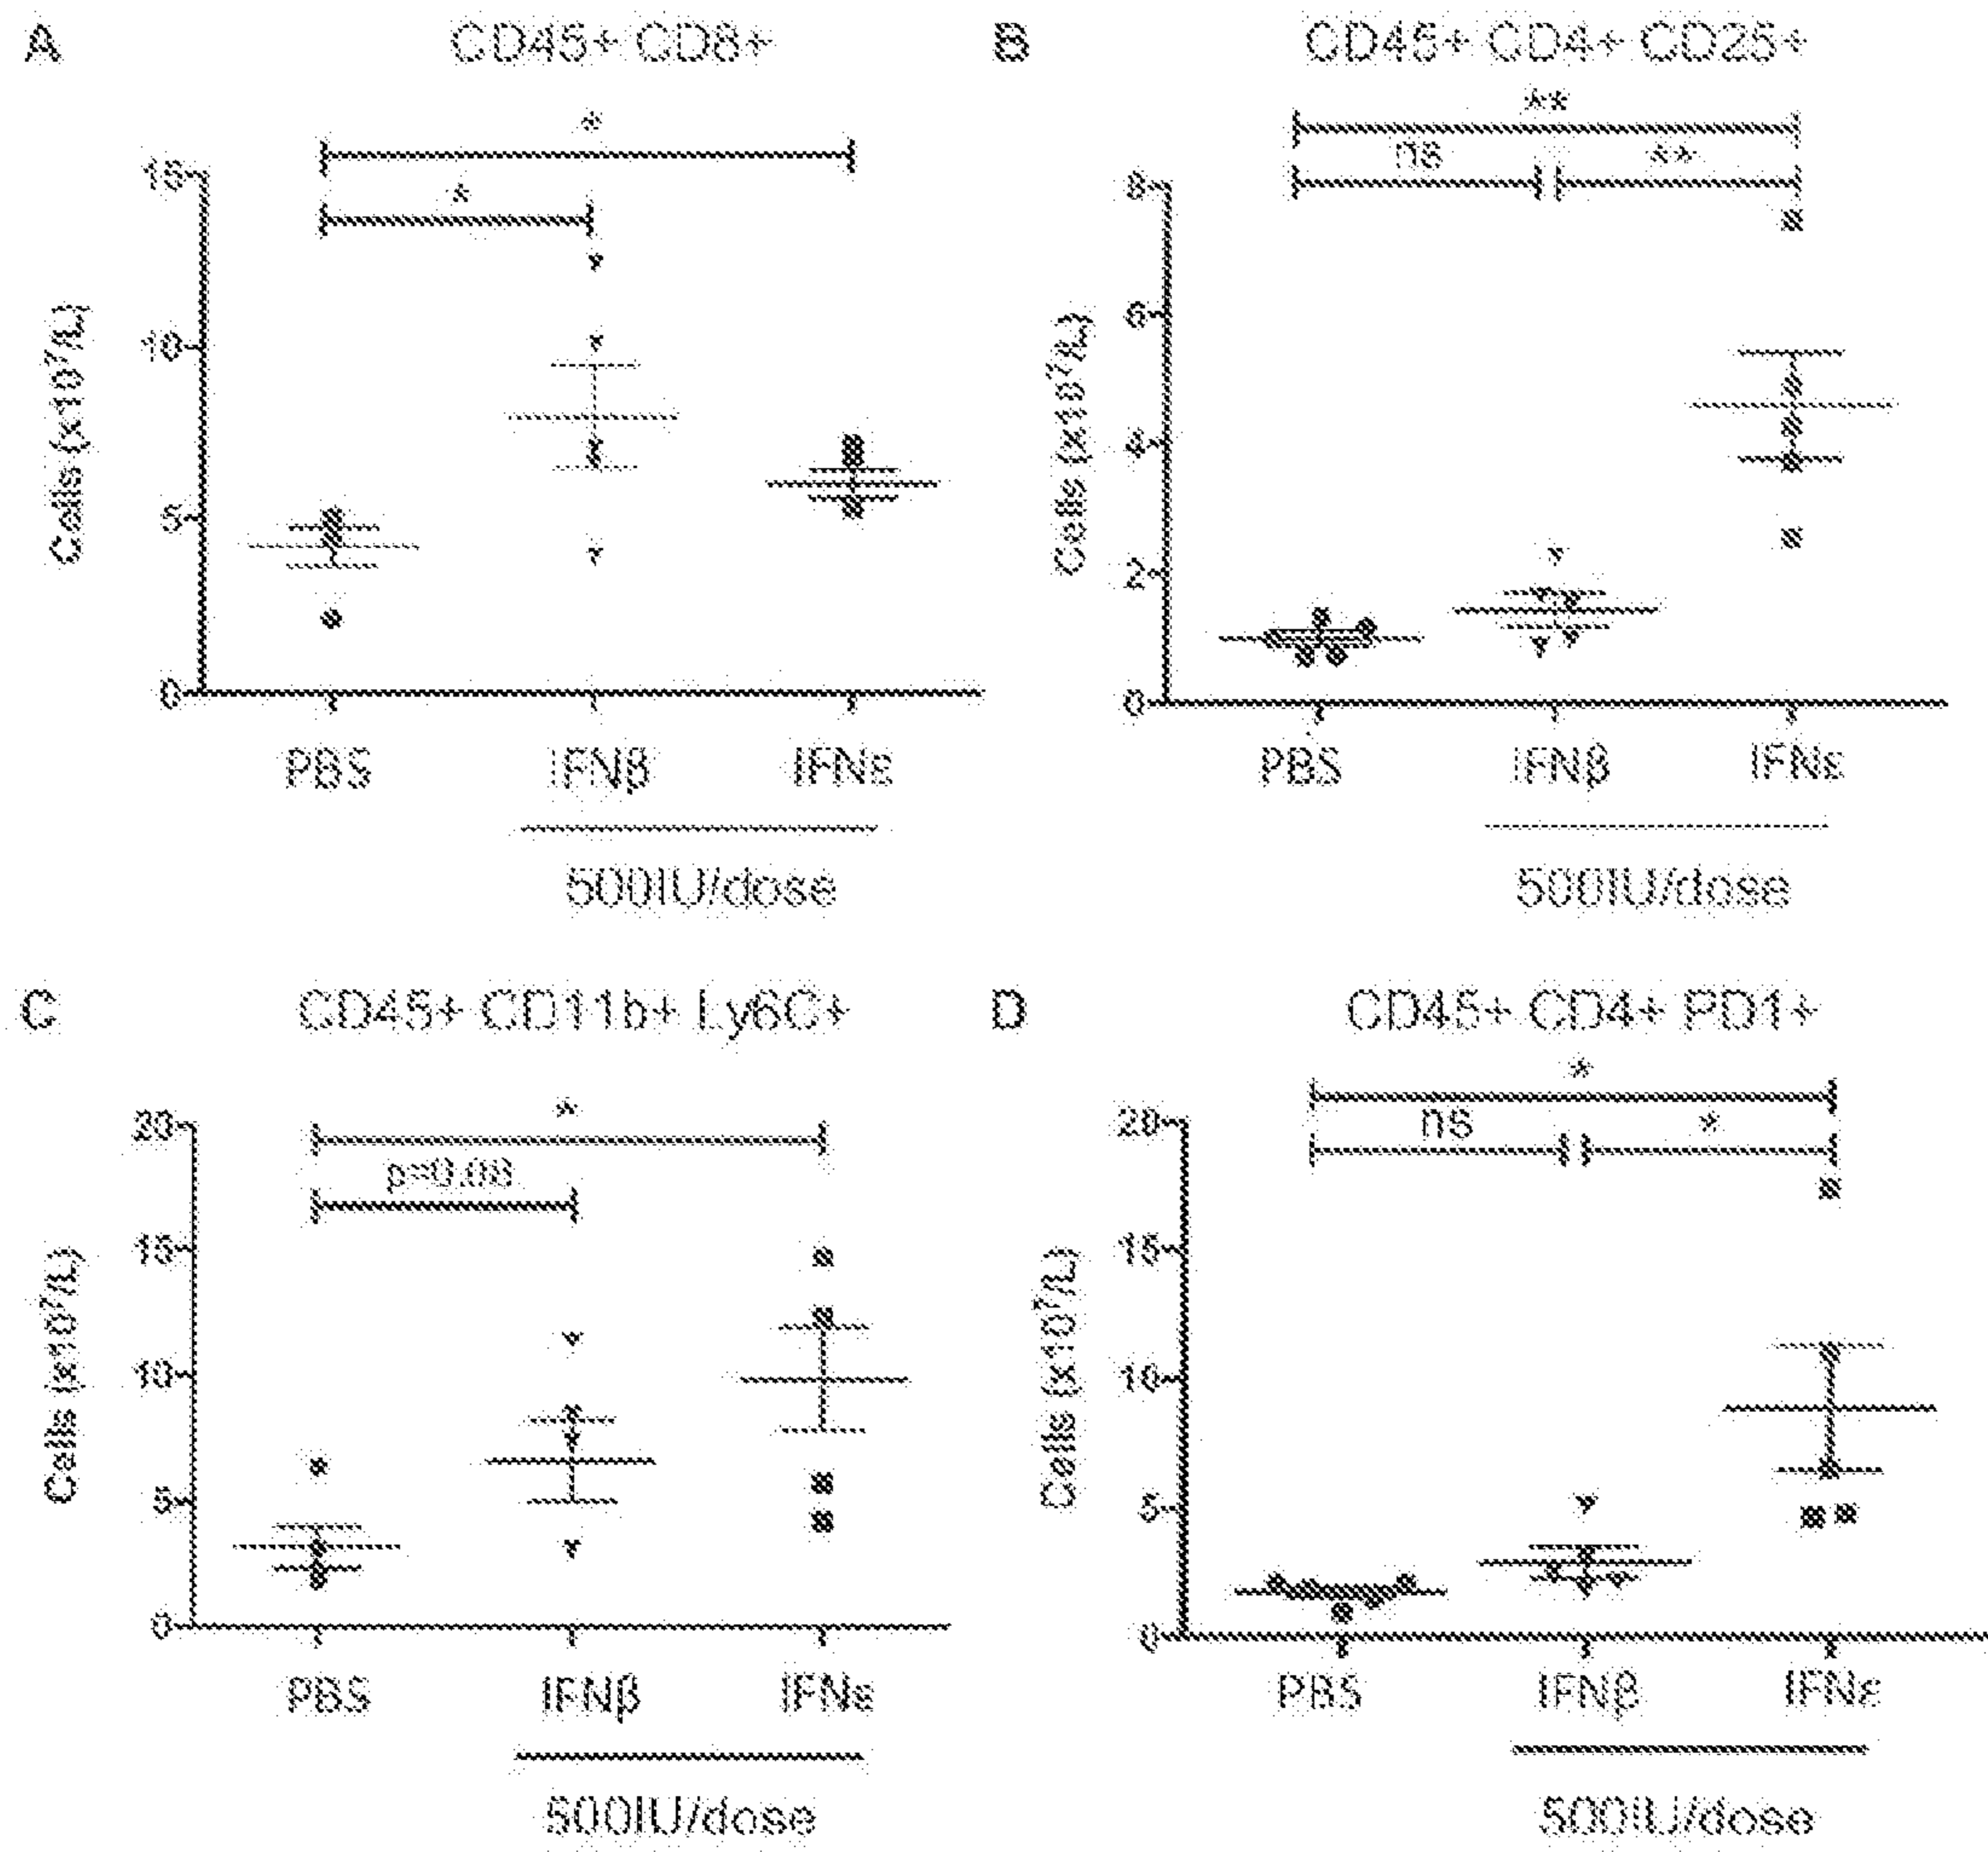 A
CD45+ CD8+
*
*
15
10
5
0
Cells (x10⁷/L)
PBS
IFNβ
IFNε
500IU/dose
B
CD45+ CD4+ CD25+
**
ns
**
8
6
4
2
0
Cells (x10⁷/L)
PBS
IFNβ
IFNε
500IU/dose
C
CD45+ CD11b+ Ly6C+
*
20
15
10
5
0
Cells (x10⁷/L)
PBS
IFNβ
IFNε
500IU/dose
D
CD45+ CD4+ PD1+
*
ns
*
20
15
10
5
0
Cells (x10⁷/L)
PBS
IFNβ
IFNε
500IU/dose